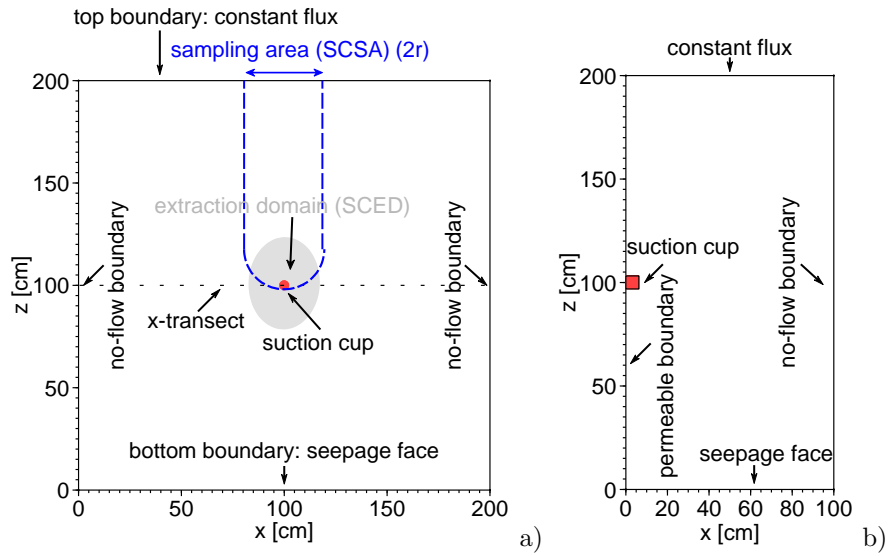 top boundary: constant flux
sampling area (SCSA) (2r)
200
150
100
50
0
z [cm]
extraction domain (SCED)
no-flow boundary
no-flow boundary
x-transect
suction cup
bottom boundary: seepage face
0
50
100
150
200
x [cm]
a)
constant flux
200
150
100
50
0
z [cm]
suction cup
permeable boundary
no-flow boundary
seepage face
0
20
40
60
80
100
x [cm]
b)